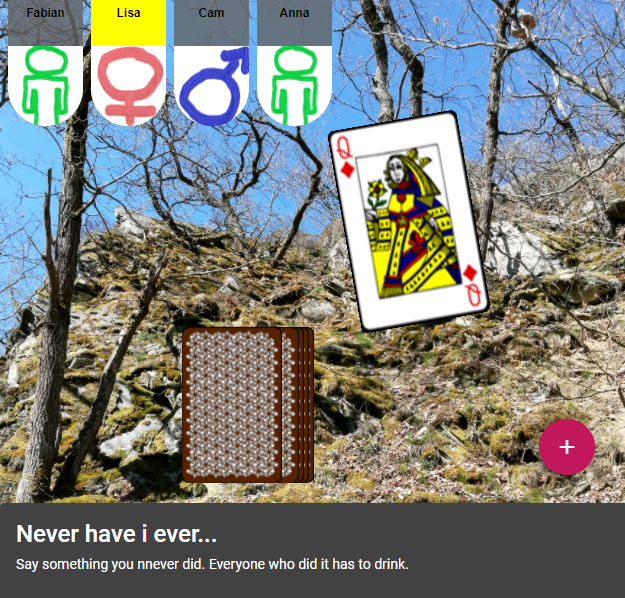 Fabian Lisa Cam Anna
Q
Q
+
Never have i ever...
Say something you nnever did. Everyone who did it has to drink.